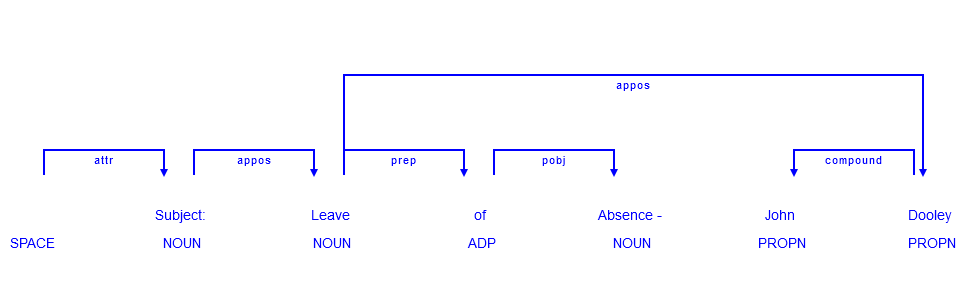 appos
attr appos prep pobj compound
Subject: Leave of Absence - John Dooley
SPACE NOUN NOUN ADP NOUN PROPN PROPN